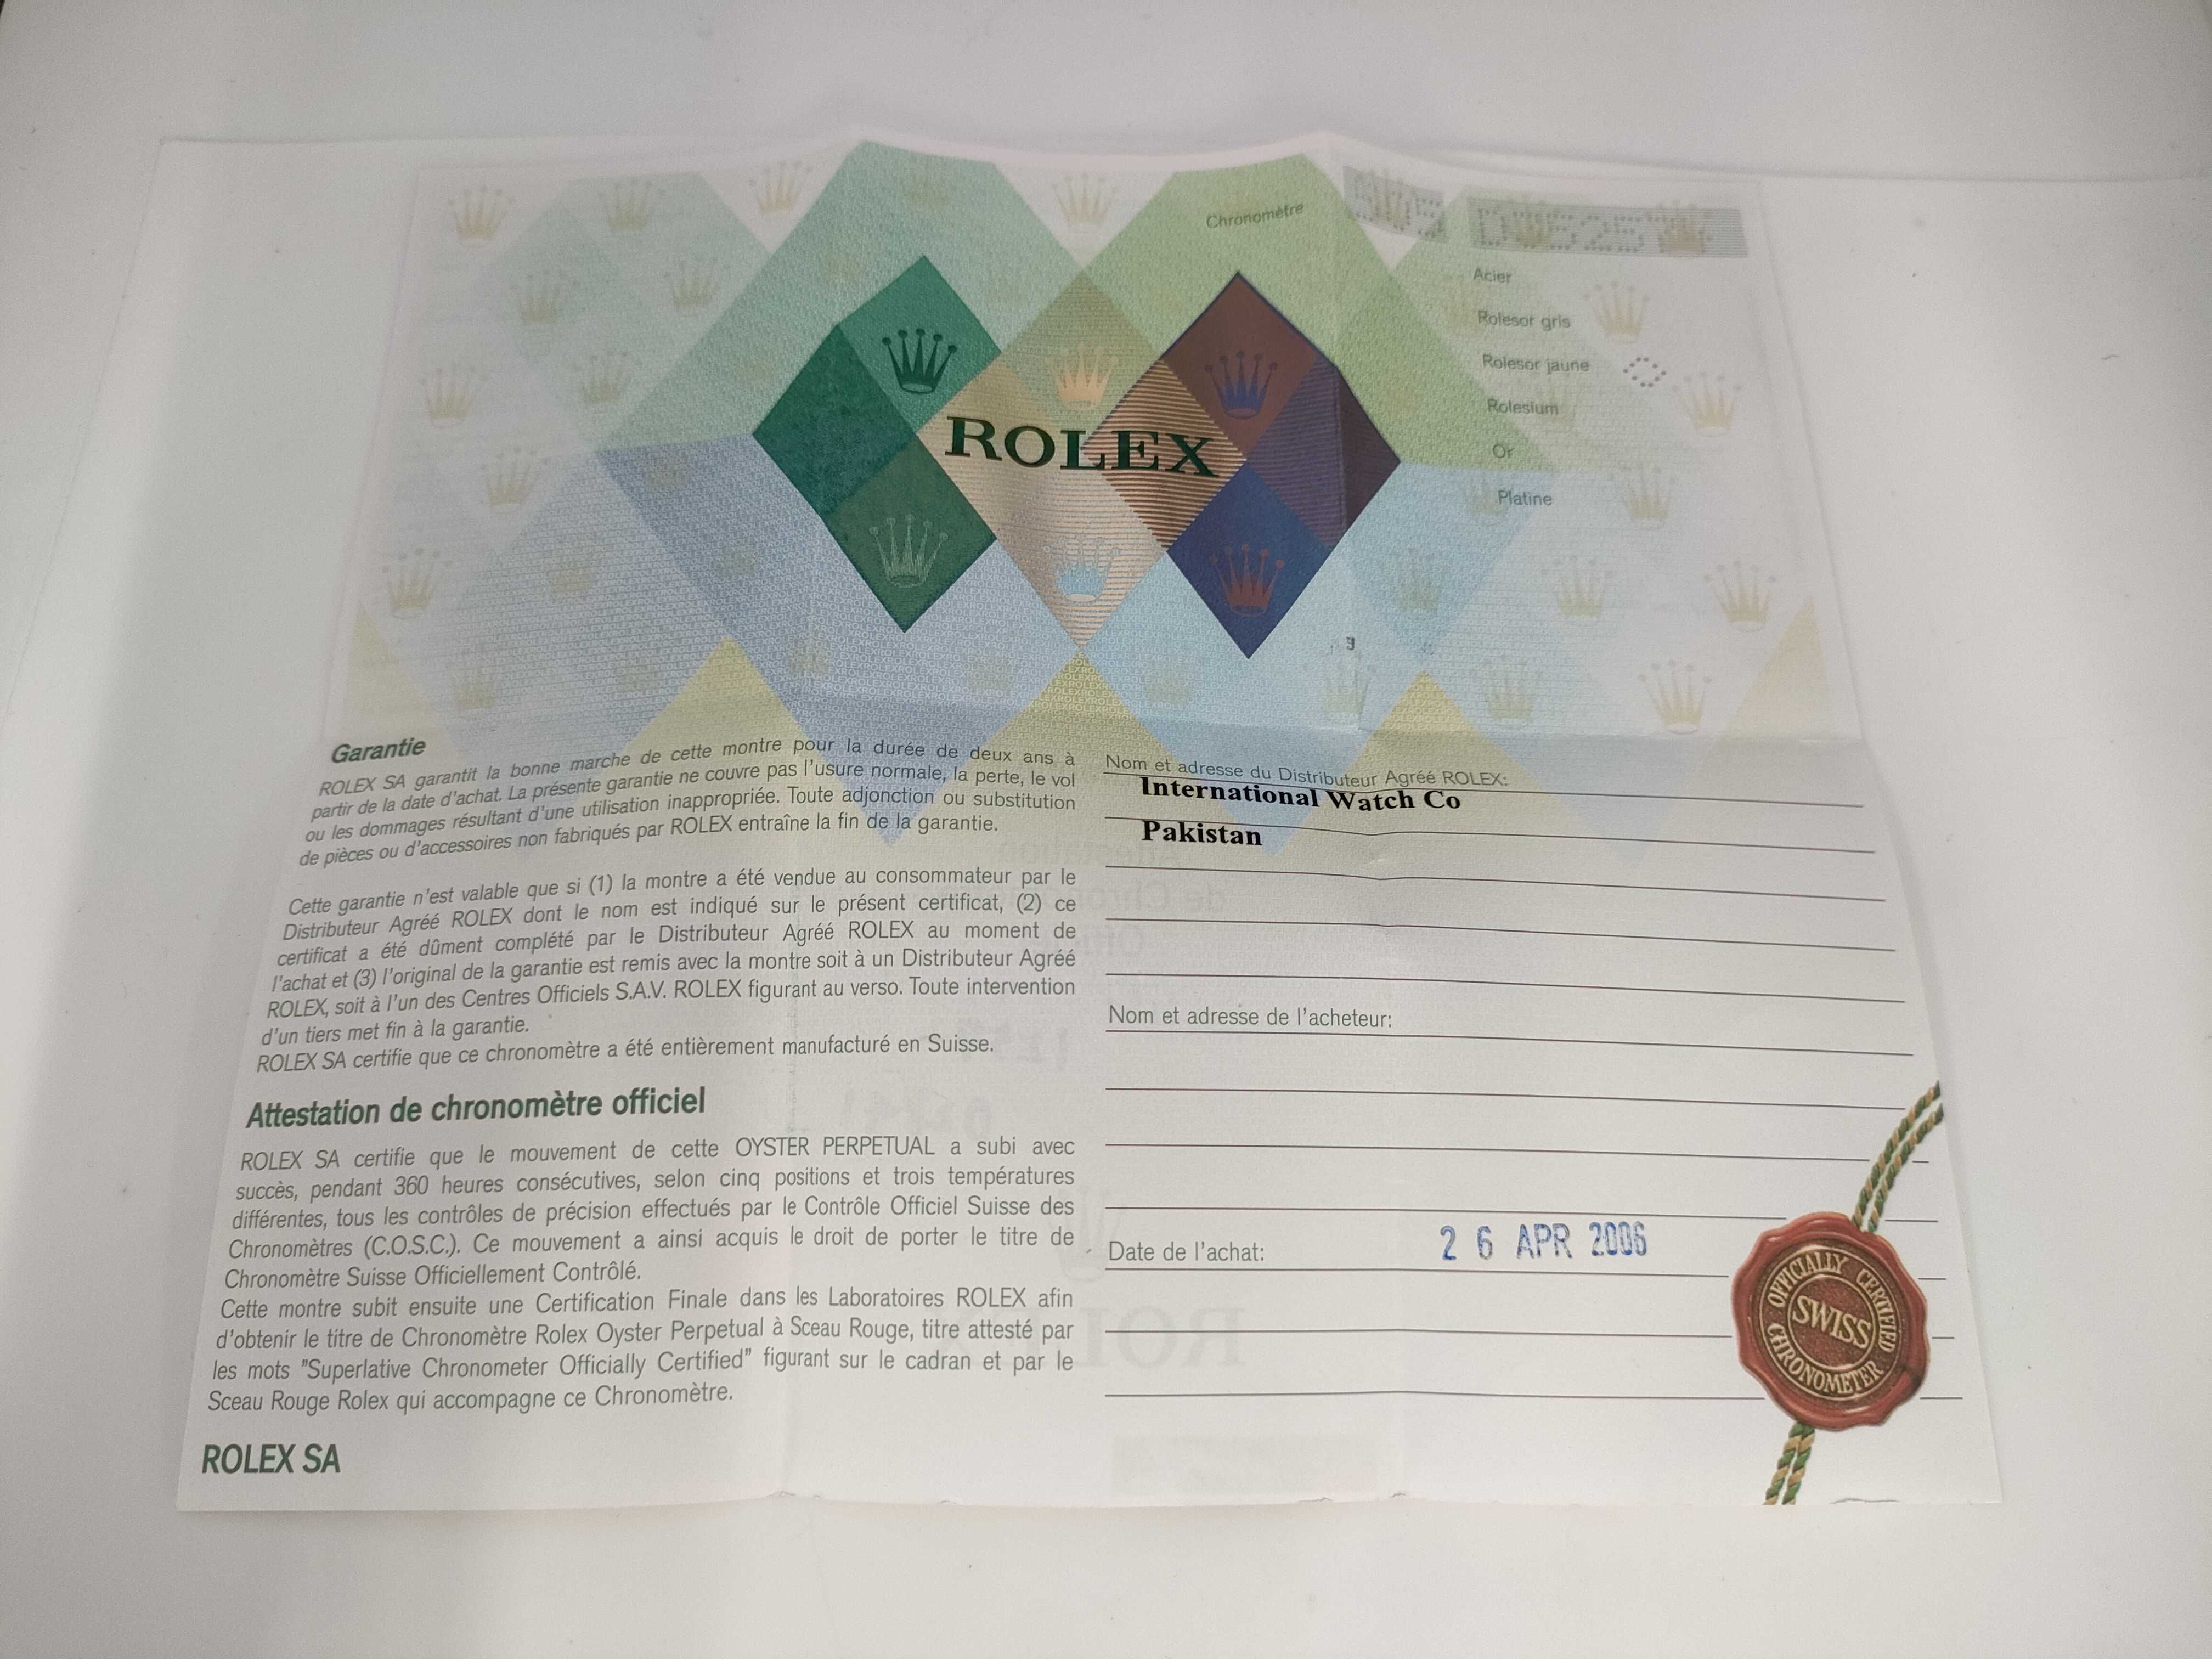 Chronomètre
Acier
Rolesor gris
Rolesor jaune
Rolesium
Or
Platine
ROLEX
3
Garantie
ROLEX SA garantit la bonne marche de cette montre pour la durée de deux ans à
partir de la date d'achat. La présente garantie ne couvre pas l'usure normale, la perte, le vol
ou les dommages résultant d'une utilisation inappropriée. Toute adjonction ou substitution
de pièces ou d'accessoires non fabriqués par ROLEX entraîne la fin de la garantie.
Cette garantie n'est valable que si (1) la montre a été vendue au consommateur par le
Distributeur Agréé ROLEX dont le nom est indiqué sur le présent certificat, (2) ce
certificat a été dûment complété par le Distributeur Agréé ROLEX au moment de
l'achat et (3) l'original de la garantie est remis avec la montre soit à un Distributeur Agréé
ROLEX, soit à l'un des Centres Officiels S.A.V. ROLEX figurant au verso. Toute intervention
d'un tiers met fin à la garantie.
ROLEX SA certifie que ce chronomètre a été entièrement manufacturé en Suisse.
Attestation de chronomètre officiel
ROLEX SA certifie que le mouvement de cette OYSTER PERPETUAL a subi avec
succès, pendant 360 heures consécutives, selon cinq positions et trois températures
différentes, tous les contrôles de précision effectués par le Contrôle Officiel Suisse des
Chronomètres (C.O.S.C.). Ce mouvement a ainsi acquis le droit de porter le titre de
Chronomètre Suisse Officiellement Contrôlé.
Cette montre subit ensuite une Certification Finale dans les Laboratoires ROLEX afin
d'obtenir le titre de Chronomètre Rolex Oyster Perpetual à Sceau Rouge, titre attesté par
les mots "Superlative Chronometer Officially Certified" figurant sur le cadran et par le
Sceau Rouge Rolex qui accompagne ce Chronomètre.
ROLEX SA
Nom et adresse du Distributeur Agréé ROLEX:
International Watch Co
Pakistan
Nom et adresse de l'acheteur:
Date de l'achat: 2 6 APR 2006
OFFICIALLY CERTIFIED
SWISS
CHRONOMETER